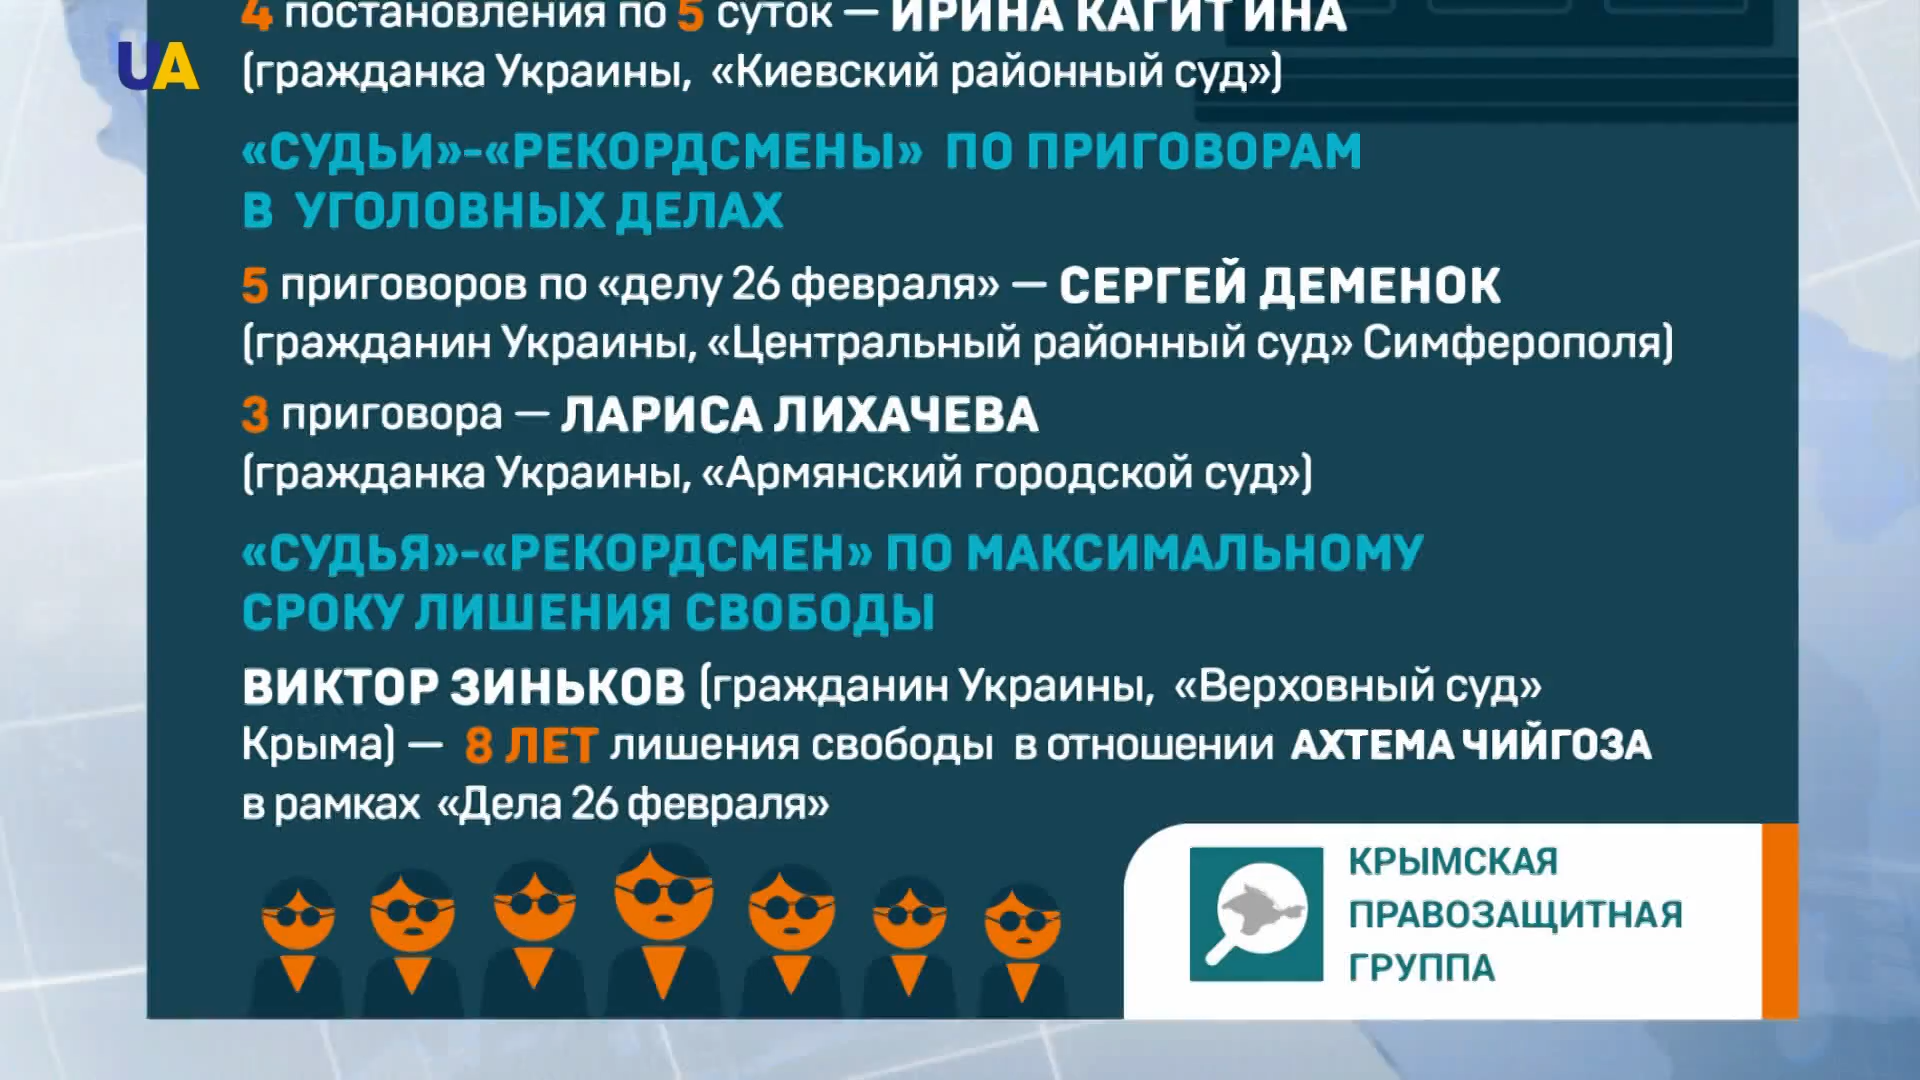 4 постановления по 5 суток — ИРИНА КАГИТИНА
UA
(гражданка Украины, «Киевский районный суд»)
«СУДЬИ»-«РЕКОРДСМЕНЫ» ПО ПРИГОВОРАМ
В УГОЛОВНЫХ ДЕЛАХ
5 приговоров по «делу 26 февраля» — СЕРГЕЙ ДЕМЕНОК
(гражданин Украины, «Центральный районный суд» Симферополя)
3 приговора — ЛАРИСА ЛИХАЧЕВА
(гражданка Украины, «Армянский городской суд»)
«СУДЬЯ»-«РЕКОРДСМЕН» ПО МАКСИМАЛЬНОМУ
СРОКУ ЛИШЕНИЯ СВОБОДЫ
ВИКТОР ЗИНЬКОВ (гражданин Украины, «Верховный суд»
Крыма) — 8 ЛЕТ лишения свободы в отношении АХТЕМА ЧИЙГОЗА
в рамках «Дела 26 февраля»
КРЫМСКАЯ
ПРАВОЗАЩИТНАЯ
ГРУППА